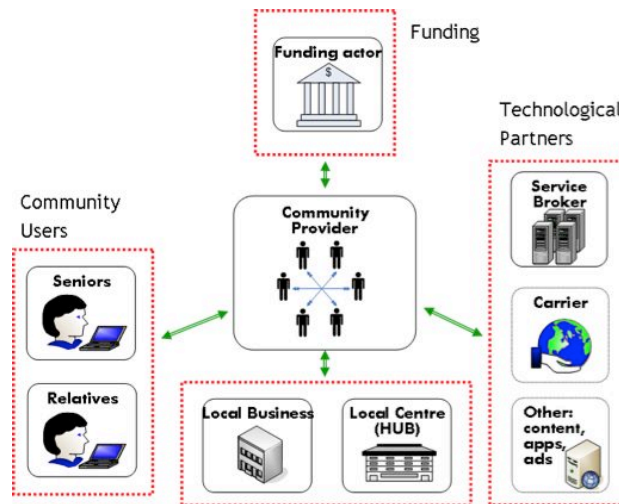 Funding
Funding actor
$
Technological
Partners
Service
Broker
Community
Provider
Community
Users
Seniors
Carrier
Relatives
Local Business
Local Centre
(HUB)
Other:
content,
apps,
ads